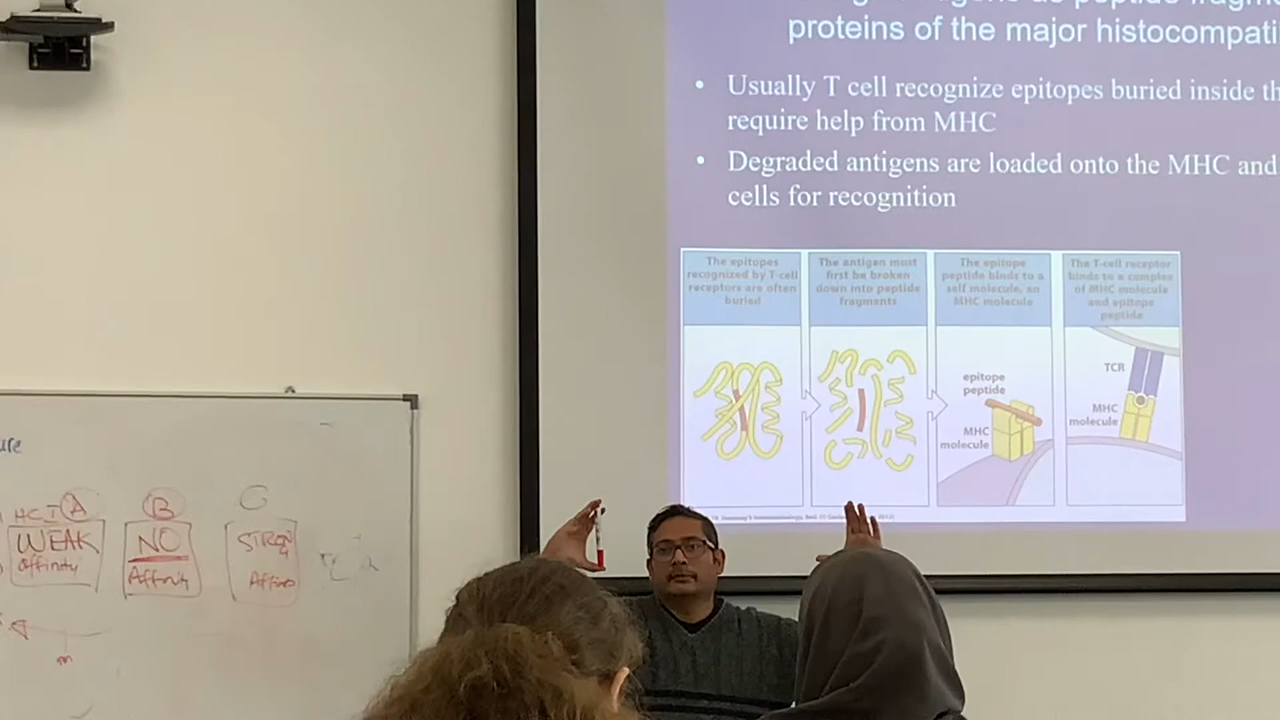 proteins of the major histocompati
• Usually T cell recognize epitopes buried inside th
require help from MHC
• Degraded antigens are loaded onto the MHC and
cells for recognition
The epitopes
recognized by T-cell
receptors are often
buried
The antigen must
first be broken
down into peptide
fragments
The epitope
peptide binds to a
self molecule, an
MHC molecule
The T-cell receptor
binds to a complex
of MHC molecule
and epitope
peptide
epitope
peptide
MHC
molecule
TCR
MHC
molecule
ure
HC I A
WEAK
affinity
B
NO
Affinity
C
STRONG